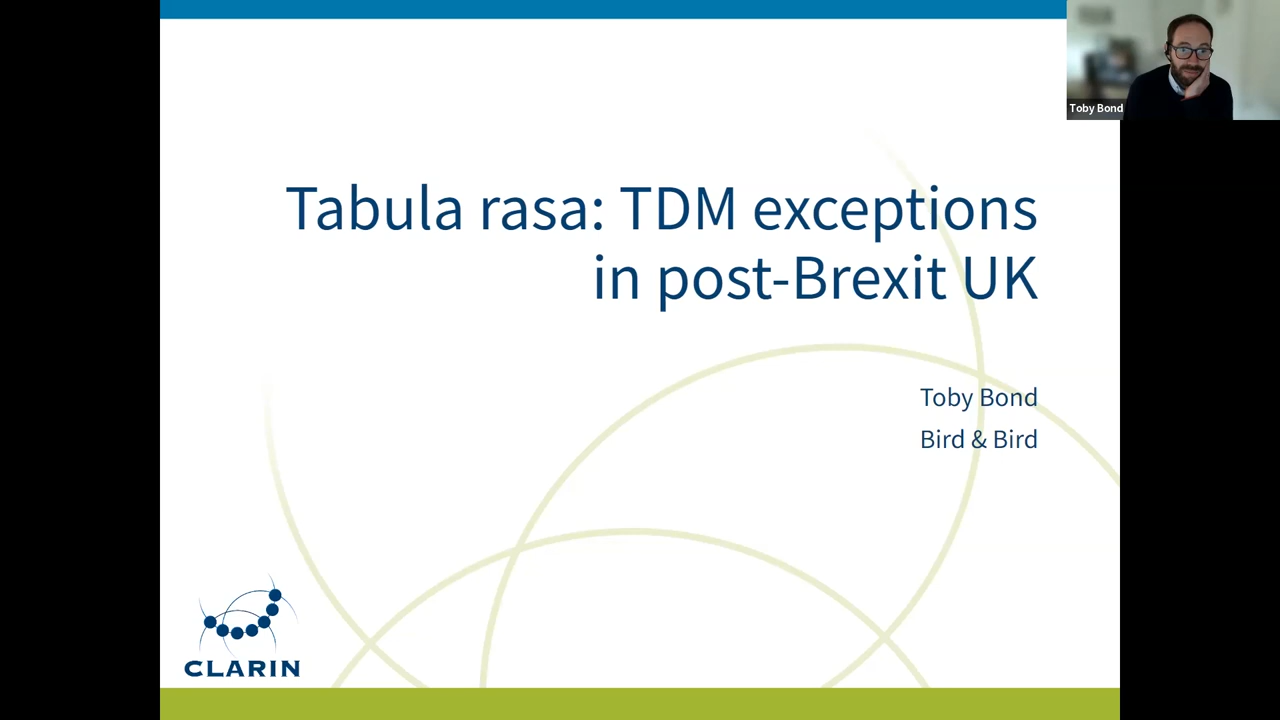 Toby Bond
Tabula rasa: TDM exceptions
in post-Brexit UK
Toby Bond
Bird & Bird
CLARIN